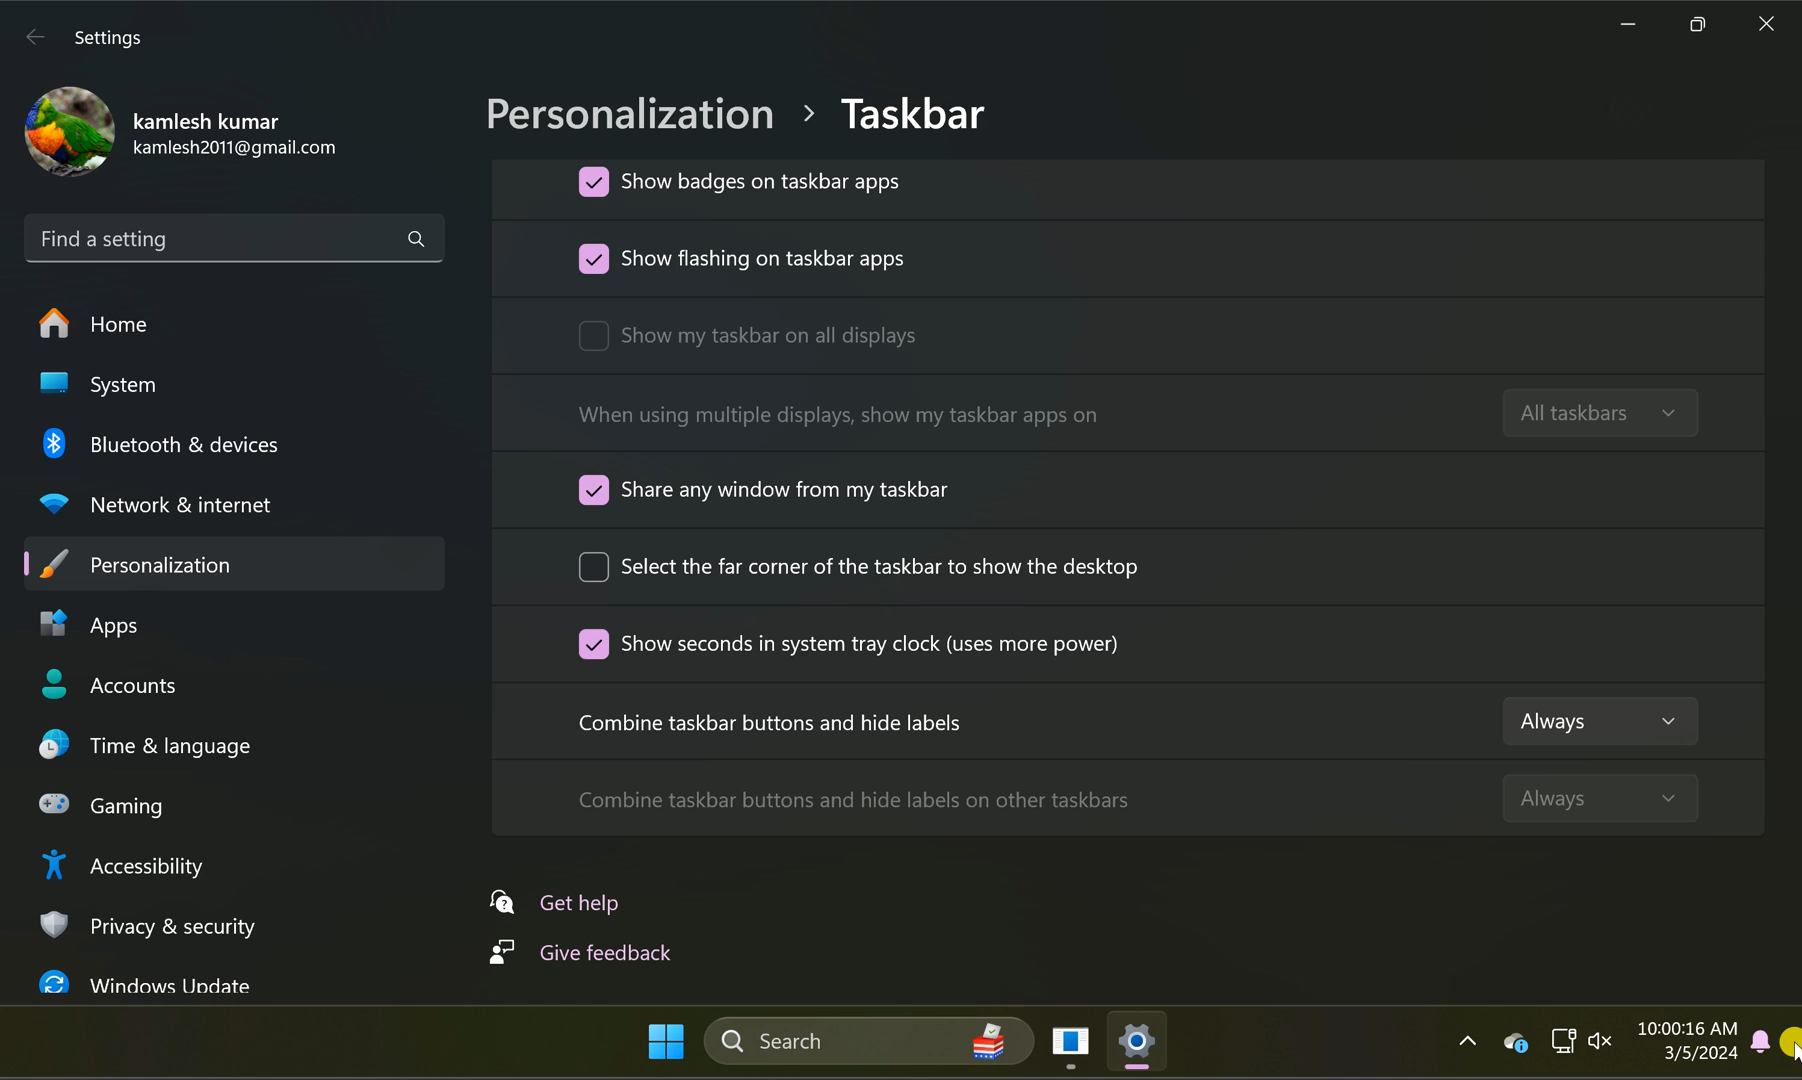 Settings
kamlesh kumar
kamlesh2011@gmail.com
Find a setting
Home
System
Bluetooth & devices
Network & internet
Personalization
Apps
Accounts
Time & language
Gaming
Accessibility
Privacy & security
Windows Update
Personalization > Taskbar
Show badges on taskbar apps
Show flashing on taskbar apps
Show my taskbar on all displays
When using multiple displays, show my taskbar apps on All taskbars
Share any window from my taskbar
Select the far corner of the taskbar to show the desktop
Show seconds in system tray clock (uses more power)
Combine taskbar buttons and hide labels Always
Combine taskbar buttons and hide labels on other taskbars Always
Get help
Give feedback
Search
10:00:16 AM
3/5/2024